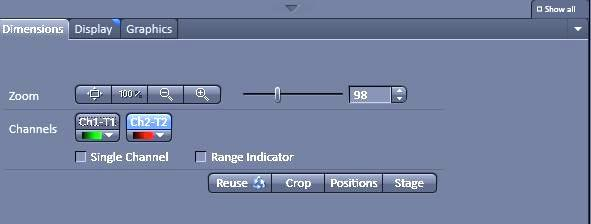 Show all
Dimensions Display Graphics
Zoom 100% 98
Channels Ch1-T1 Ch2-T2
Single Channel Range Indicator
Reuse Crop Positions Stage